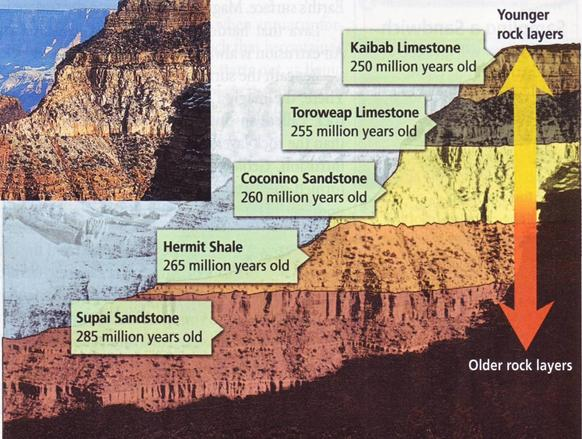 Younger
rock layers
Kaibab Limestone
250 million years old
Toroweap Limestone
255 million years old
Coconino Sandstone
260 million years old
Hermit Shale
265 million years old
Supai Sandstone
285 million years old
Older rock layers